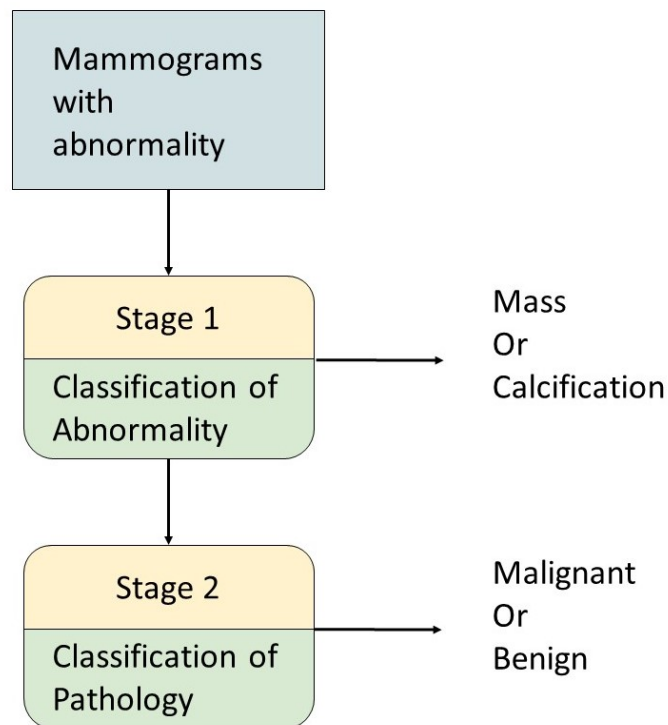 Mammograms
with
abnormality
Stage 1
Classification of
Abnormality
Mass
Or
Calcification
Stage 2
Classification of
Pathology
Malignant
Or
Benign